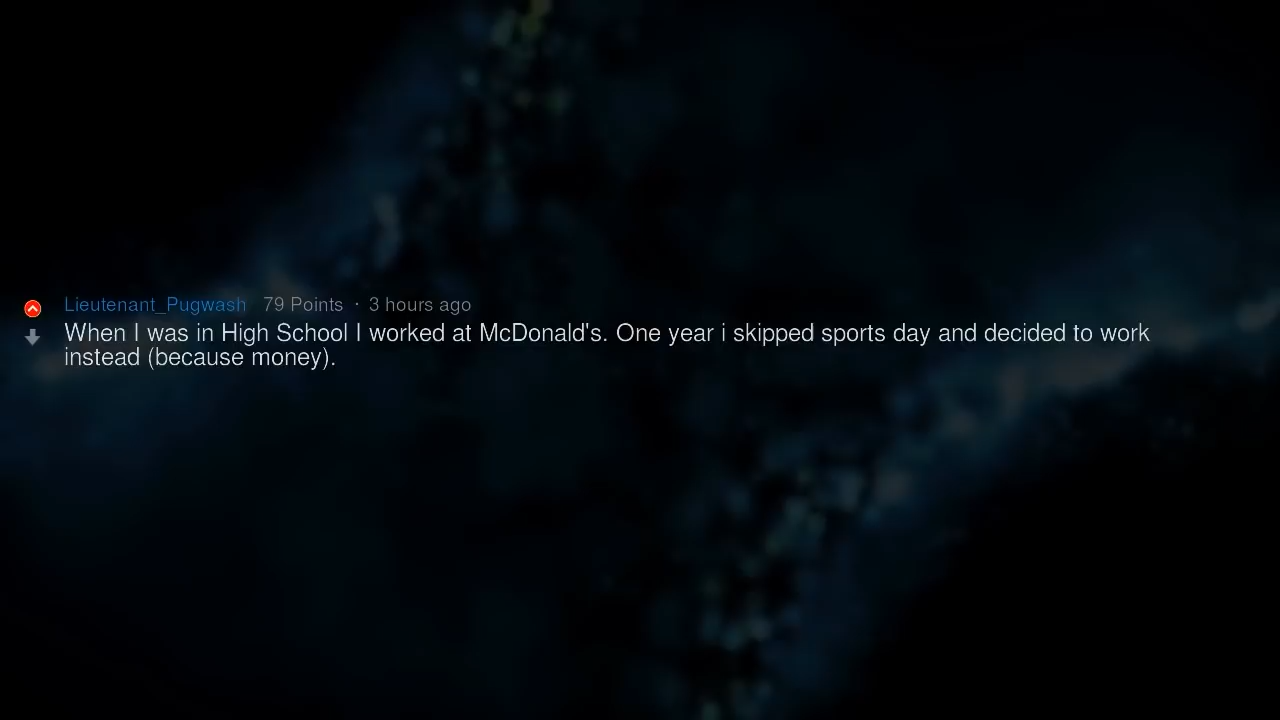 Lieutenant_Pugwash 79 Points · 3 hours ago
When I was in High School I worked at McDonald's. One year i skipped sports day and decided to work
instead (because money).